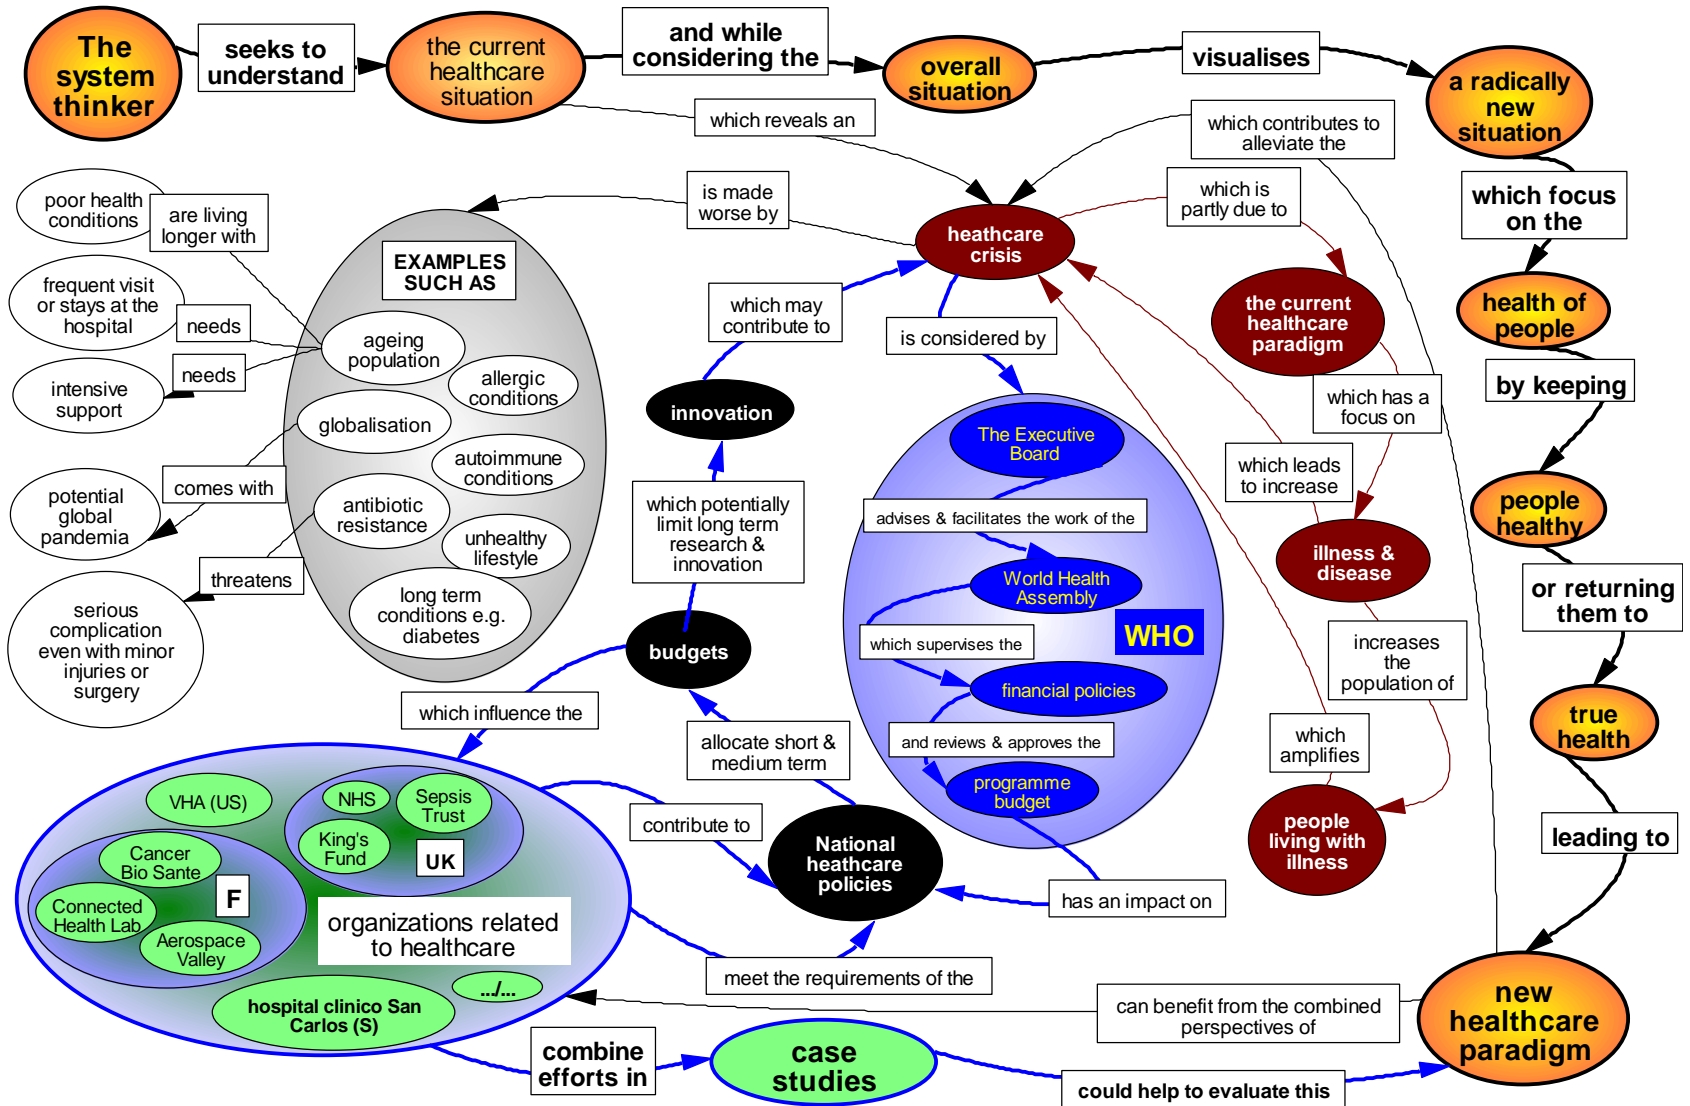 The
system
thinker
seeks to
understand
the current
healthcare
situation
and while
considering the
overall
situation
visualises
a radically
new
situation
which reveals an
which contributes to
alleviate the
which focus
on the
poor health
conditions
are living
longer with
is made
worse by
which is
partly due to
heathcare
crisis
EXAMPLES
SUCH AS
frequent visit
or stays at the
hospital
needs
ageing
population
which may
contribute to
is considered by
the current
healthcare
paradigm
health of
people
intensive
support
needs
allergic
conditions
innovation
by keeping
which has a
focus on
globalisation
The Executive
Board
autoimmune
conditions
which leads
to increase
potential
global
pandemia
comes with
antibiotic
resistance
which potentially
limit long term
research &
innovation
advises & facilitates the work of the
people
healthy
unhealthy
lifestyle
illness &
disease
threatens
World Health
Assembly
or returning
them to
long term
conditions e.g.
diabetes
serious
complication
even with minor
injuries or
surgery
WHO
budgets
which supervises the
increases
the
population of
financial policies
which influence the
true
health
allocate short &
medium term
and reviews & approves the
which
amplifies
programme
budget
VHA (US)
NHS
Sepsis
Trust
King's
Fund
UK
contribute to
people
living with
illness
leading to
Cancer
Bio Sante
National
heathcare
policies
F
Connected
Health Lab
has an impact on
organizations related
to healthcare
Aerospace
Valley
meet the requirements of the
.../...
hospital clinico San
Carlos (S)
can benefit from the combined
perspectives of
new
healthcare
paradigm
combine
efforts in
case
studies
could help to evaluate this